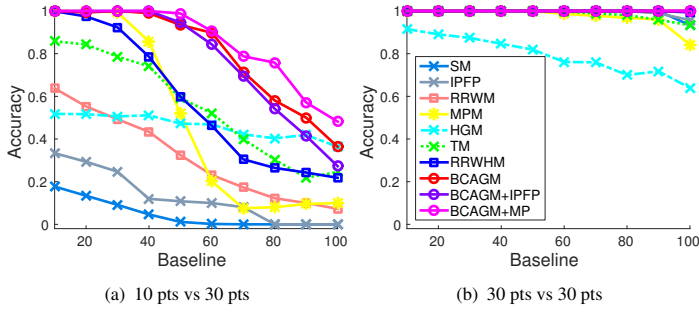 Accuracy
1
0.8
0.6
0.4
0.2
0
20
40
60
80
100
Baseline
(a) 10 pts vs 30 pts
Accuracy
1
0.8
0.6
0.4
0.2
0
SM
IPFP
RRWM
MPM
HGM
TM
RRWHM
BCAGM
BCAGM+IPFP
BCAGM+MP
20
40
60
80
100
Baseline
(b) 30 pts vs 30 pts